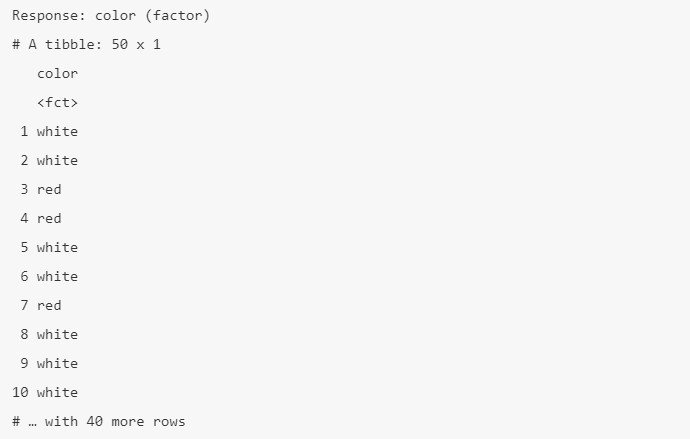 Response: color (factor)
# A tibble: 50 x 1
   color
   <fct>
 1 white
 2 white
 3 red
 4 red
 5 white
 6 white
 7 red
 8 white
 9 white
10 white
# … with 40 more rows